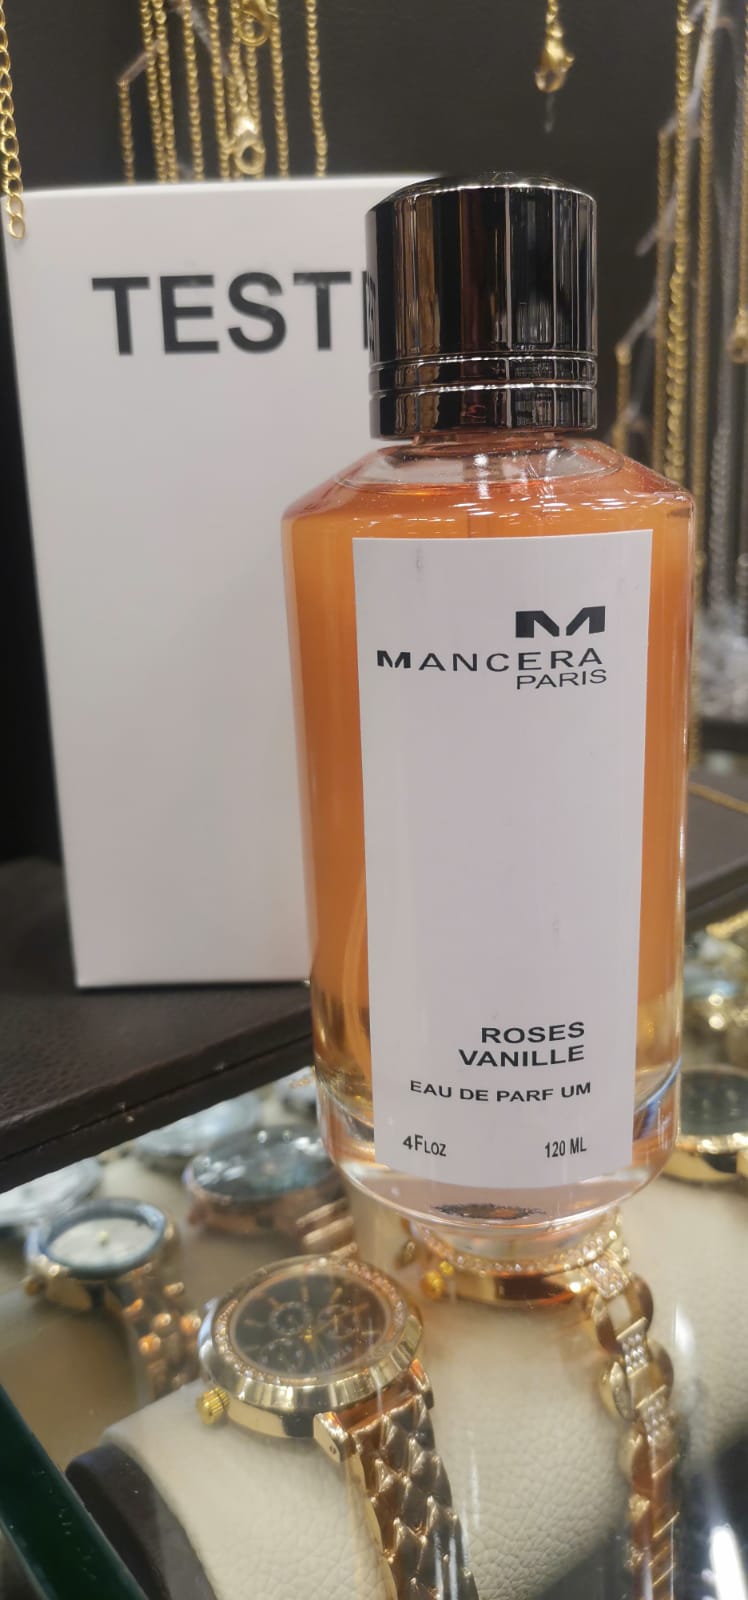 TEST
M
MANCERA
PARIS
ROSES
VANILLE
EAU DE PARF UM
4FLOZ
120 ML